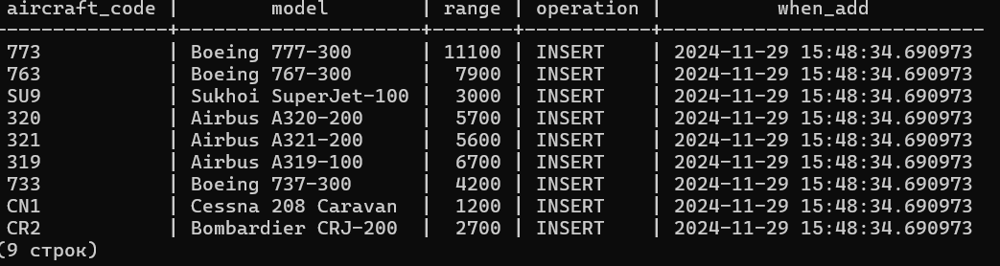 aircraft_code | model | range | operation | when_add
---------------+---------------------+-------+-----------+----------------------------
773 | Boeing 777-300 | 11100 | INSERT | 2024-11-29 15:48:34.690973
763 | Boeing 767-300 | 7900 | INSERT | 2024-11-29 15:48:34.690973
SU9 | Sukhoi SuperJet-100 | 3000 | INSERT | 2024-11-29 15:48:34.690973
320 | Airbus A320-200 | 5700 | INSERT | 2024-11-29 15:48:34.690973
321 | Airbus A321-200 | 5600 | INSERT | 2024-11-29 15:48:34.690973
319 | Airbus A319-100 | 6700 | INSERT | 2024-11-29 15:48:34.690973
733 | Boeing 737-300 | 4200 | INSERT | 2024-11-29 15:48:34.690973
CN1 | Cessna 208 Caravan | 1200 | INSERT | 2024-11-29 15:48:34.690973
CR2 | Bombardier CRJ-200 | 2700 | INSERT | 2024-11-29 15:48:34.690973
(9 строк)